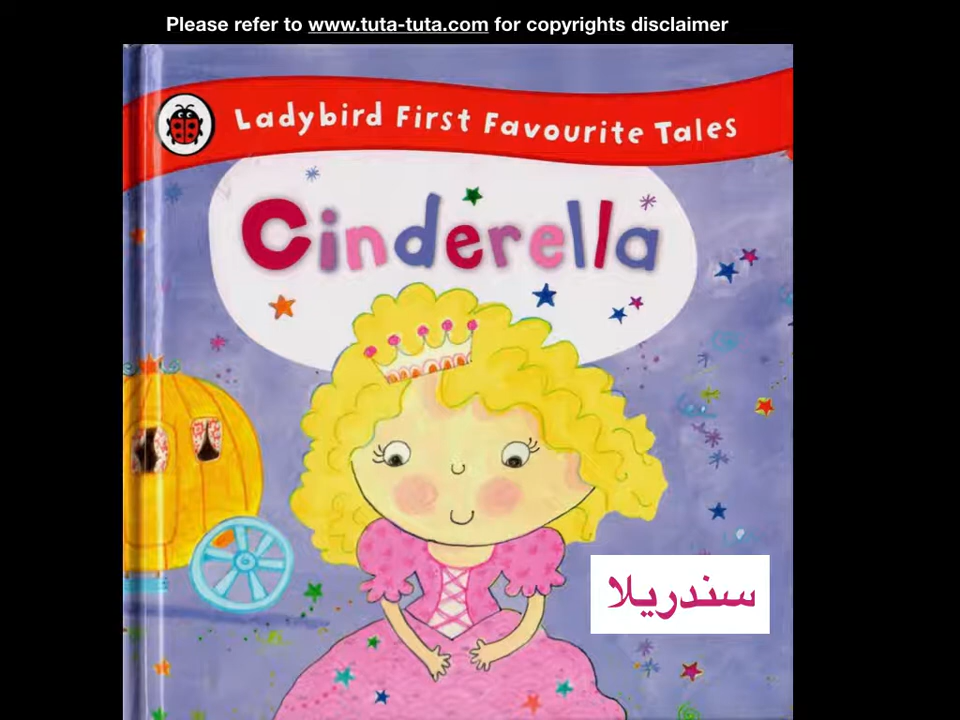 Please refer to www.tuta-tuta.com for copyrights disclaimer
Ladybird First Favourite Tales
Cinderella
سندريلا